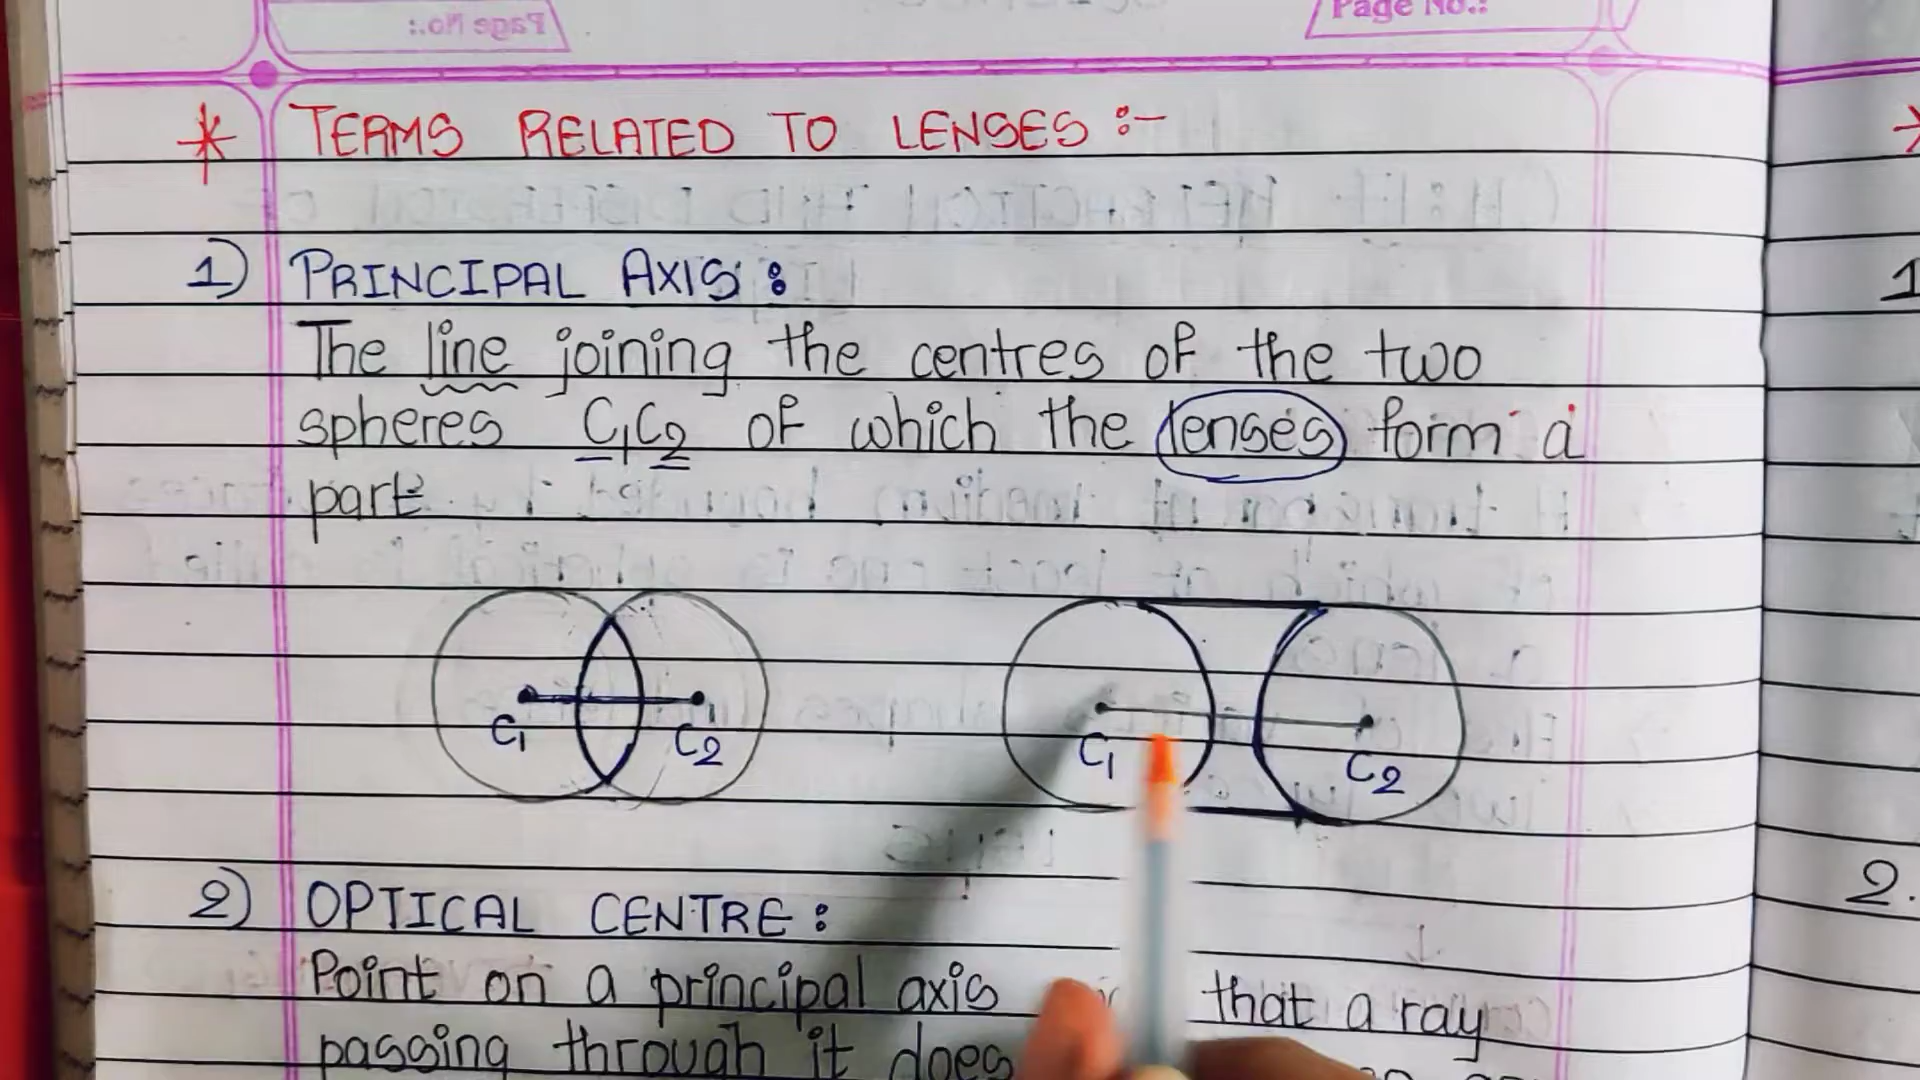 Page No.:
* TERMS RELATED TO LENSES :-
1) PRINCIPAL AXIS :
The line joining the centres of the two
spheres C1C2 of which the lenses form a
part.
C1 C2 C1 C2
2) OPTICAL CENTRE :
Point on a principal axis that a ray
passing through it does
1
2.